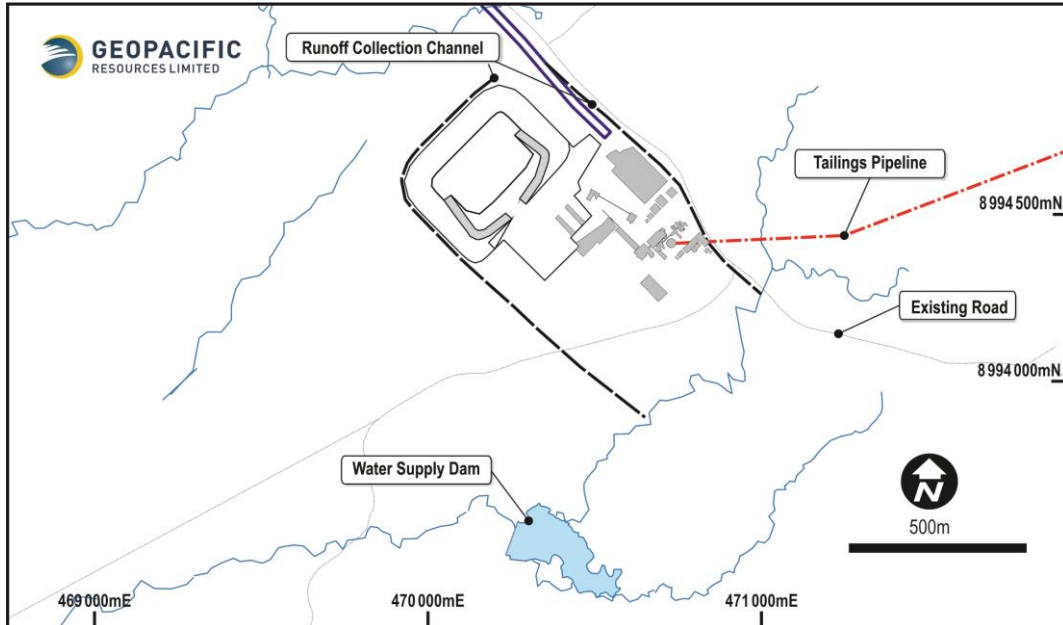 GEOPACIFIC
RESOURCES LIMITED
Runoff Collection Channel
Tailings Pipeline
8 994 500mN
Existing Road
8 994 000mN
Water Supply Dam
N
500m
469 000mE
470 000mE
471 000mE